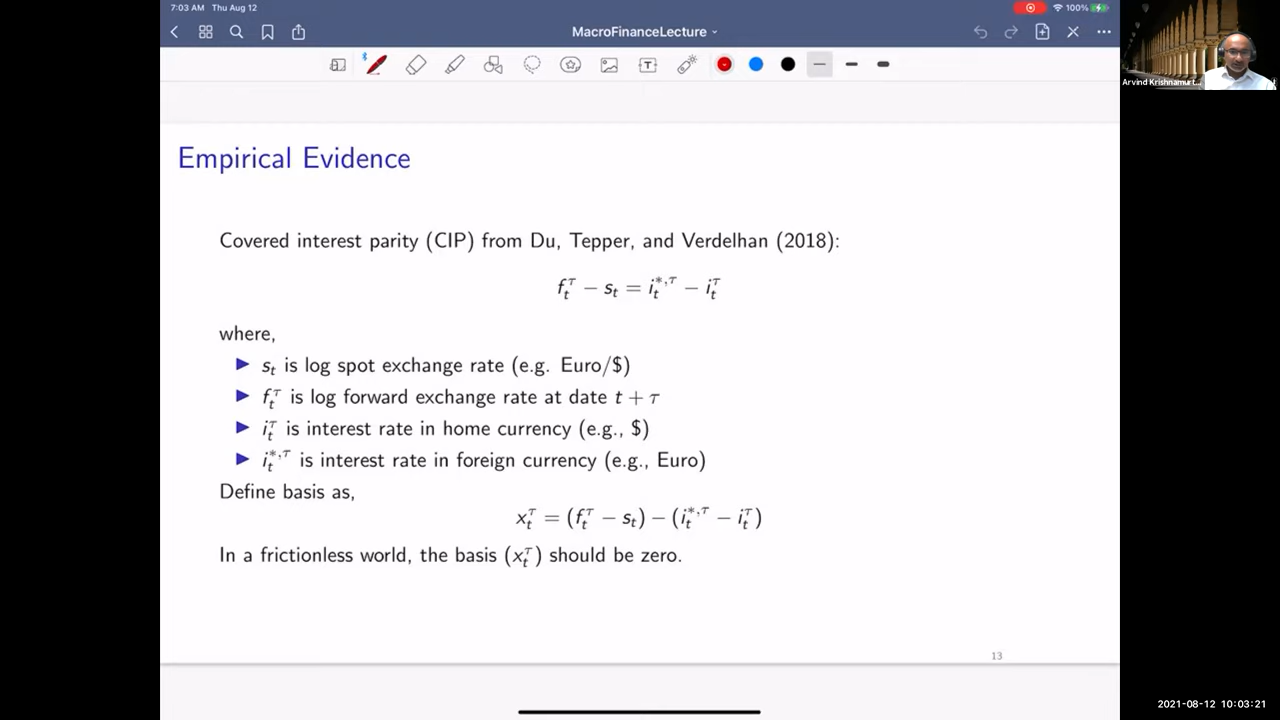 7:03 AM Thu Aug 12
100%
MacroFinanceLecture
Arvind Krishnamurt...
Empirical Evidence
Covered interest parity (CIP) from Du, Tepper, and Verdelhan (2018):
f_t^τ − s_t = i_t^{*,τ} − i_t^τ
where,
▶ s_t is log spot exchange rate (e.g. Euro/$)
▶ f_t^τ is log forward exchange rate at date t + τ
▶ i_t^τ is interest rate in home currency (e.g., $)
▶ i_t^{*,τ} is interest rate in foreign currency (e.g., Euro)
Define basis as,
x_t^τ = (f_t^τ − s_t) − (i_t^{*,τ} − i_t^τ)
In a frictionless world, the basis (x_t^τ) should be zero.
13
2021-08-12 10:03:21